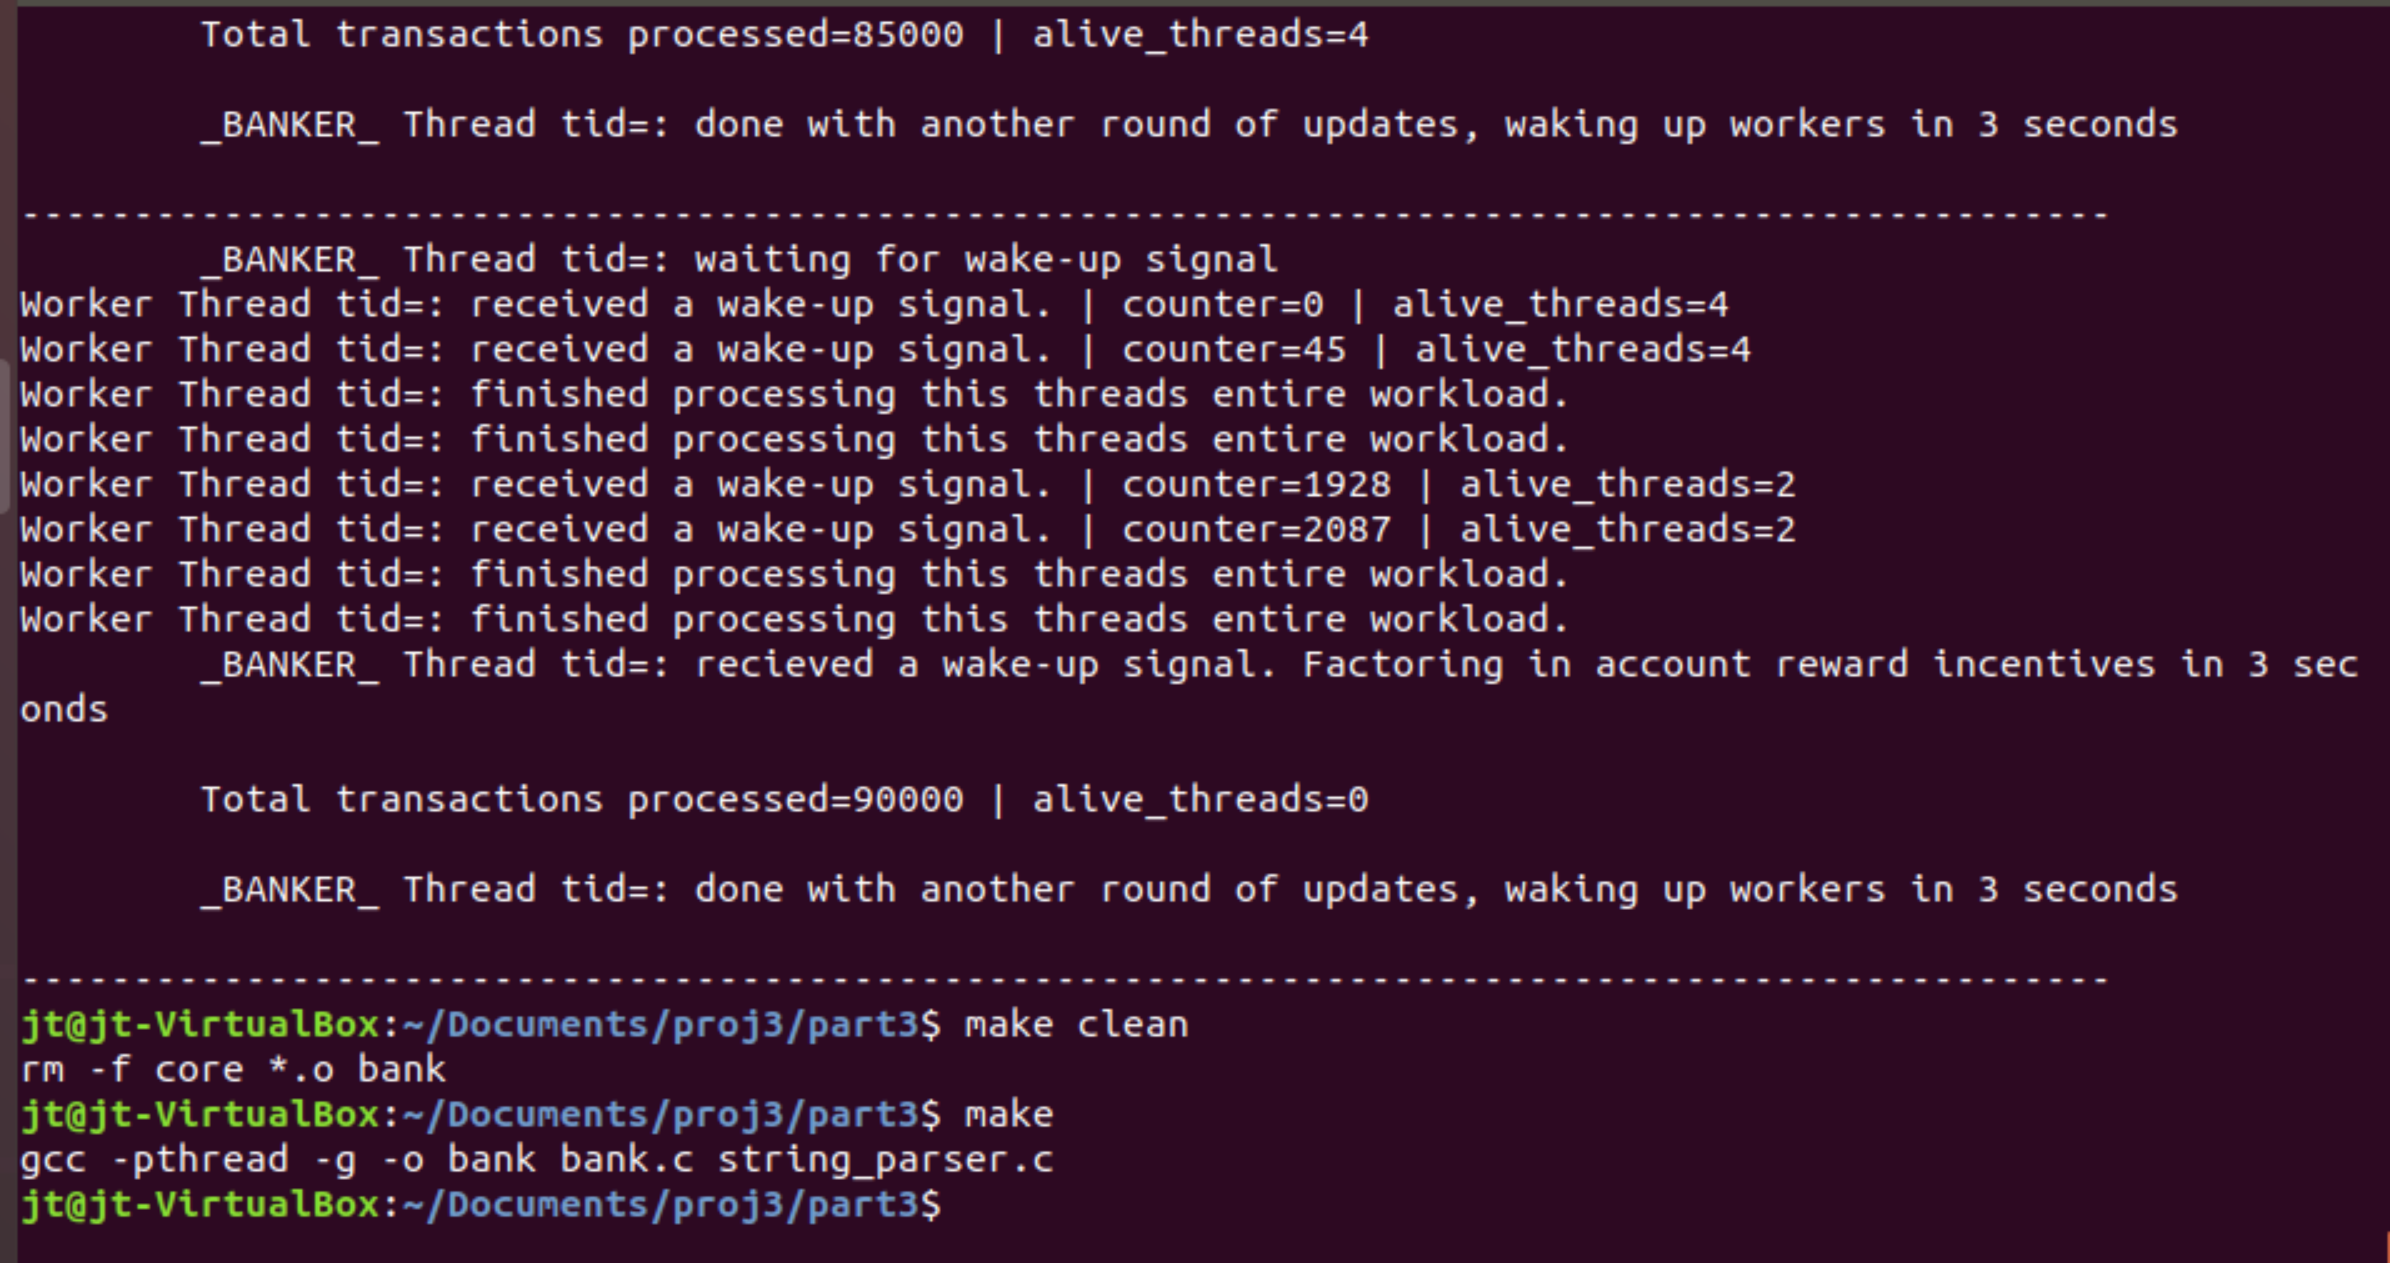 Total transactions processed=85000 | alive_threads=4
_BANKER_ Thread tid=: done with another round of updates, waking up workers in 3 seconds
---------------------------------------------------------------------------------------------
_BANKER_ Thread tid=: waiting for wake-up signal
Worker Thread tid=: received a wake-up signal. | counter=0 | alive_threads=4
Worker Thread tid=: received a wake-up signal. | counter=45 | alive_threads=4
Worker Thread tid=: finished processing this threads entire workload.
Worker Thread tid=: finished processing this threads entire workload.
Worker Thread tid=: received a wake-up signal. | counter=1928 | alive_threads=2
Worker Thread tid=: received a wake-up signal. | counter=2087 | alive_threads=2
Worker Thread tid=: finished processing this threads entire workload.
Worker Thread tid=: finished processing this threads entire workload.
_BANKER_ Thread tid=: recieved a wake-up signal. Factoring in account reward incentives in 3 sec
onds
Total transactions processed=90000 | alive_threads=0
_BANKER_ Thread tid=: done with another round of updates, waking up workers in 3 seconds
---------------------------------------------------------------------------------------------
jt@jt-VirtualBox:~/Documents/proj3/part3$ make clean
rm -f core *.o bank
jt@jt-VirtualBox:~/Documents/proj3/part3$ make
gcc -pthread -g -o bank bank.c string_parser.c
jt@jt-VirtualBox:~/Documents/proj3/part3$